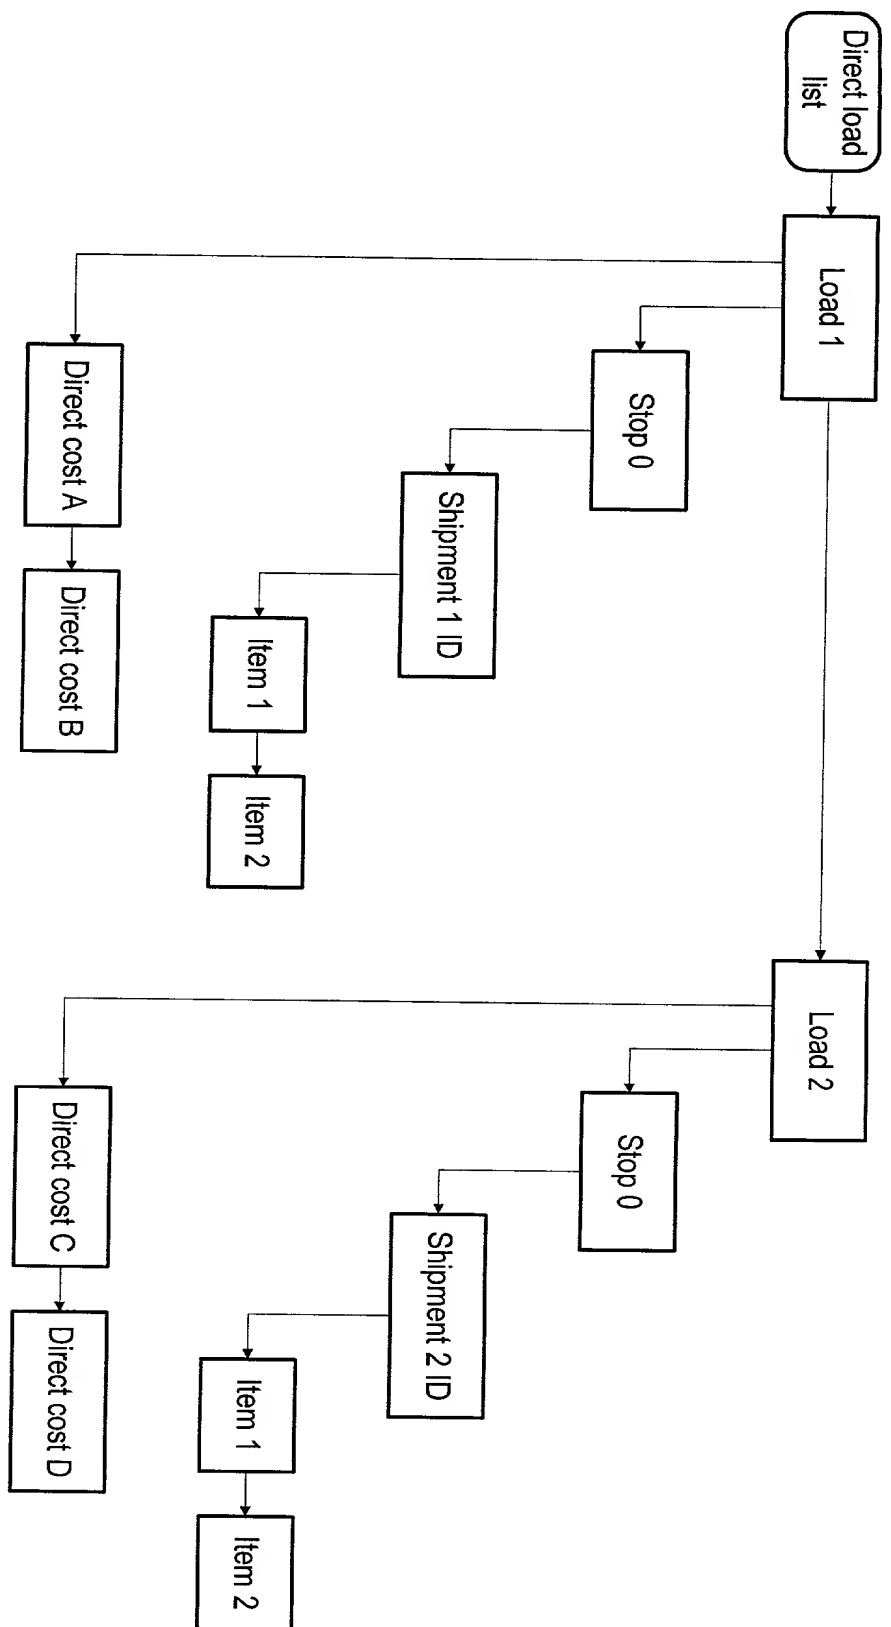 Direct load
list
Load 1
Load 2
Stop 0
Stop 0
Shipment 1 ID
Shipment 2 ID
Item 1
Item 2
Item 1
Item 2
Direct cost A
Direct cost B
Direct cost C
Direct cost D